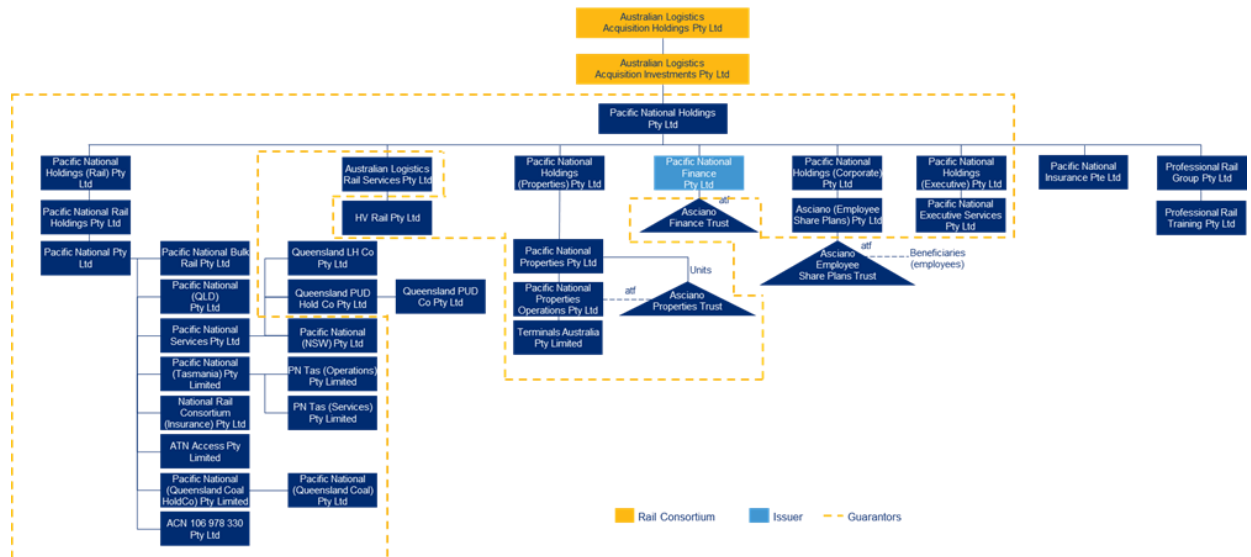 Australian Logistics
Acquisition Holdings Pty Ltd
Australian Logistics
Acquisition Investments Pty Ltd
Pacific National Holdings
Pty Ltd
Pacific National
Holdings (Rail) Pty
Ltd
Australian Logistics
Rail Services Pty Ltd
Pacific National
Holdings
(Properties) Pty Ltd
Pacific National
Finance
Pty Ltd
Pacific National
Holdings (Corporate)
Pty Ltd
Pacific National
Holdings
(Executive) Pty Ltd
Pacific National
Insurance Pte Ltd
Professional Rail
Group Pty Ltd
Pacific National Rail
Holdings Pty Ltd
HV Rail Pty Ltd
atf
Asciano
Finance Trust
Asciano (Employee
Share Plans) Pty Ltd
Pacific National
Executive Services
Pty Ltd
Professional Rail
Training Pty Ltd
Pacific National
Pty Ltd
Pacific National Bulk
Rail Pty Ltd
Queensland LH Co
Pty Ltd
Pacific National
Properties Pty Ltd
Units
atf
Asciano
Employee
Share Plans Trust
Beneficiaries
(employees)
Pacific National
(QLD)
Pty Ltd
Queensland PUD
Hold Co Pty Ltd
Queensland PUD
Co Pty Ltd
Pacific National
Properties
Operations Pty Ltd
atf
Asciano
Properties Trust
Pacific National
Services Pty Ltd
Pacific National
(NSW) Pty Ltd
Terminals Australia
Pty Limited
Pacific National
(Tasmania) Pty
Limited
PN Tas (Operations)
Pty Limited
National Rail
Consortium
(Insurance) Pty Ltd
PN Tas (Services)
Pty Limited
ATN Access Pty
Limited
Pacific National
(Queensland Coal
HoldCo) Pty Limited
Pacific National
(Queensland Coal)
Pty Ltd
ACN 106 978 330
Pty Ltd
Rail Consortium
Issuer
Guarantors